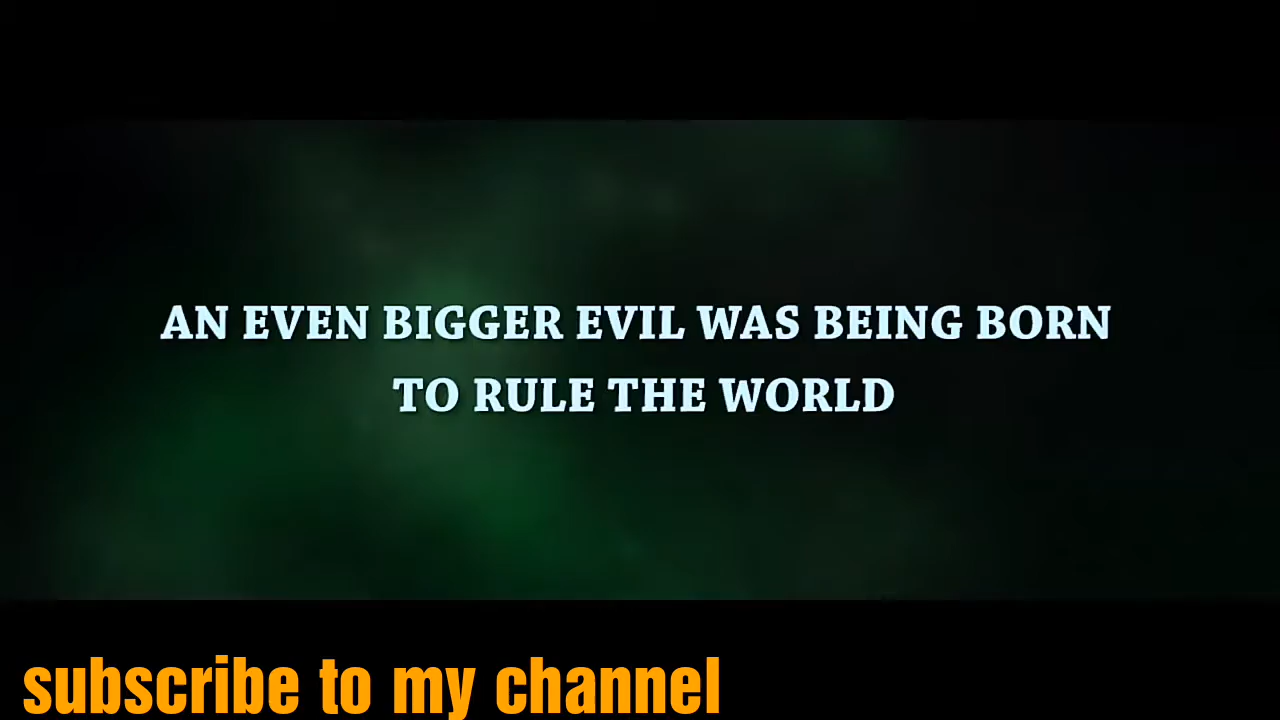 AN EVEN BIGGER EVIL WAS BEING BORN
TO RULE THE WORLD
subscribe to my channel